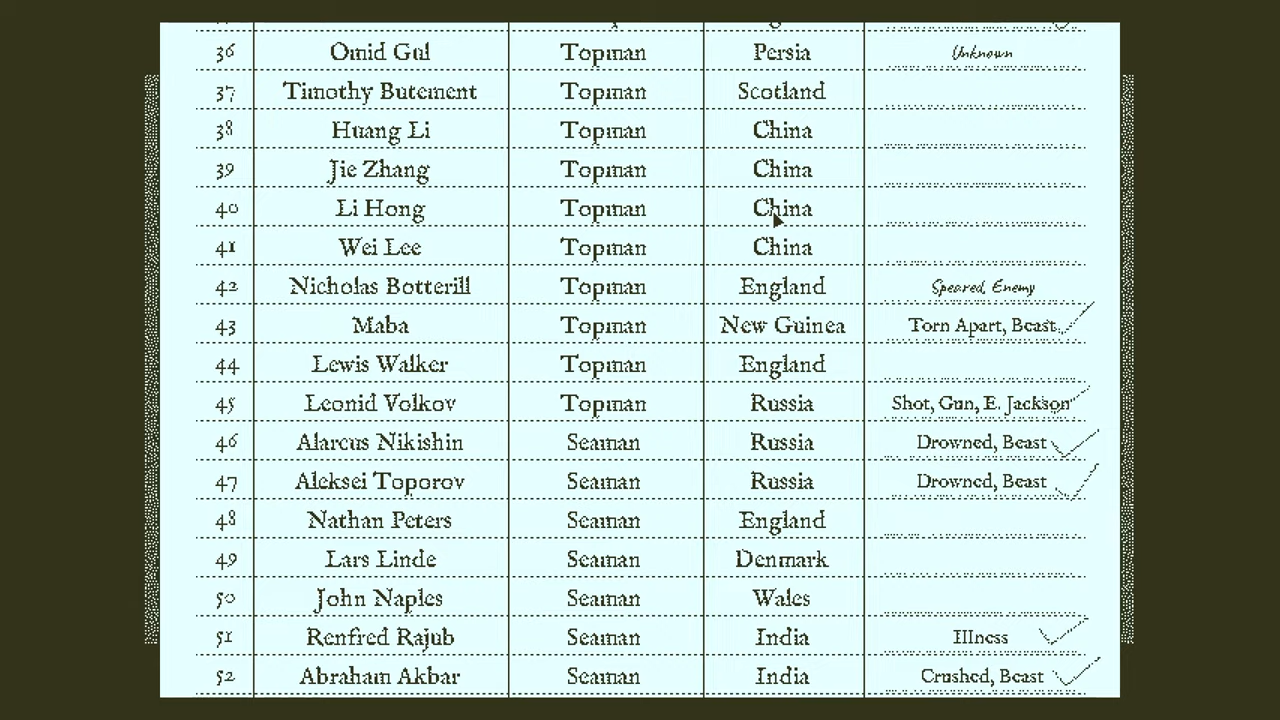 36 Omid Gul Topman Persia Unknown
37 Timothy Butement Topman Scotland
38 Huang Li Topman China
39 Jie Zhang Topman China
40 Li Hong Topman China
41 Wei Lee Topman China
42 Nicholas Botterill Topman England Speared, Enemy
43 Maba Topman New Guinea Torn Apart, Beast
44 Lewis Walker Topman England
45 Leonid Volkov Topman Russia Shot, Gun, E. Jackson
46 Alarcus Nikishin Seaman Russia Drowned, Beast
47 Aleksei Toporov Seaman Russia Drowned, Beast
48 Nathan Peters Seaman England
49 Lars Linde Seaman Denmark
50 John Naples Seaman Wales
51 Renfred Rajub Seaman India Illness
52 Abraham Akbar Seaman India Crushed, Beast